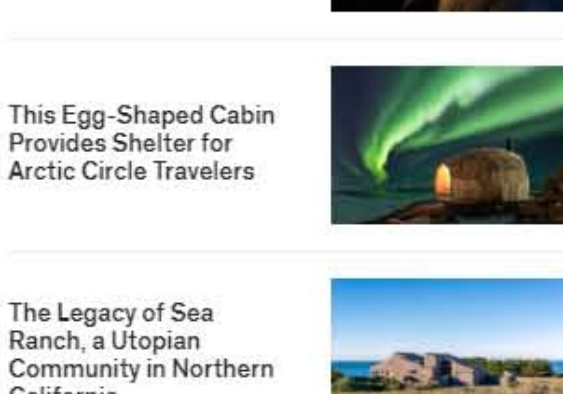 This Egg-Shaped Cabin
Provides Shelter for
Arctic Circle Travelers
The Legacy of Sea
Ranch, a Utopian
Community in Northern
California